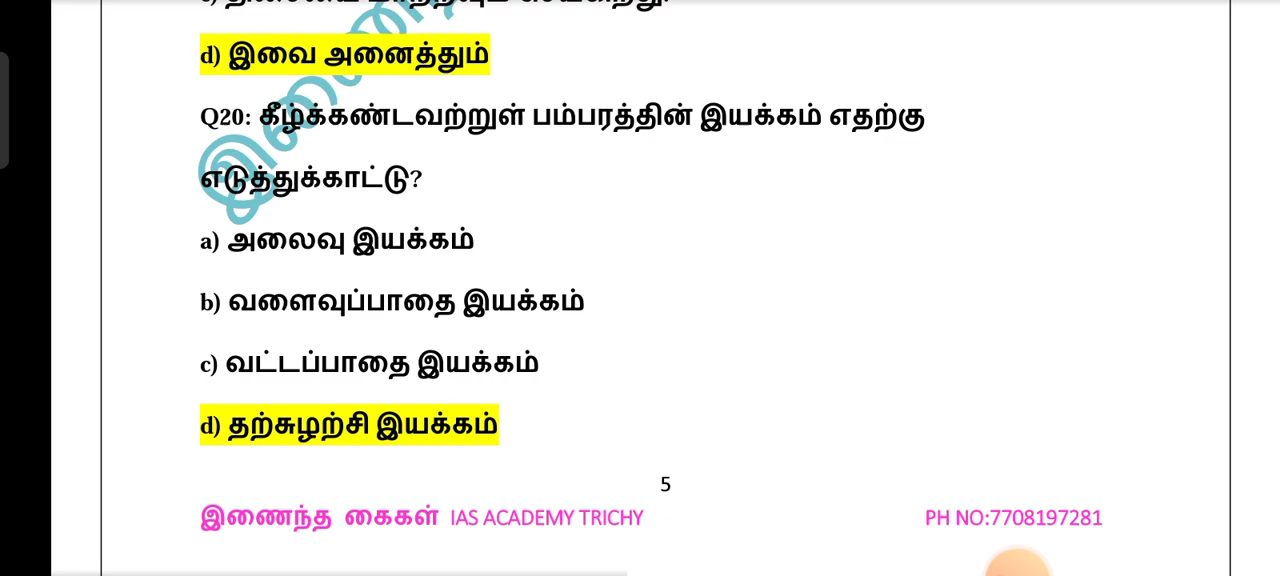 d) இவை அனைத்தும்
Q20: கீழ்க்கண்டவற்றுள் பம்பரத்தின் இயக்கம் எதற்கு
எடுத்துக்காட்டு?
a) அலைவு இயக்கம்
b) வளைவுப்பாதை இயக்கம்
c) வட்டப்பாதை இயக்கம்
d) தற்சுழற்சி இயக்கம்
5
இணைந்த கைகள் IAS ACADEMY TRICHY PH NO:7708197281